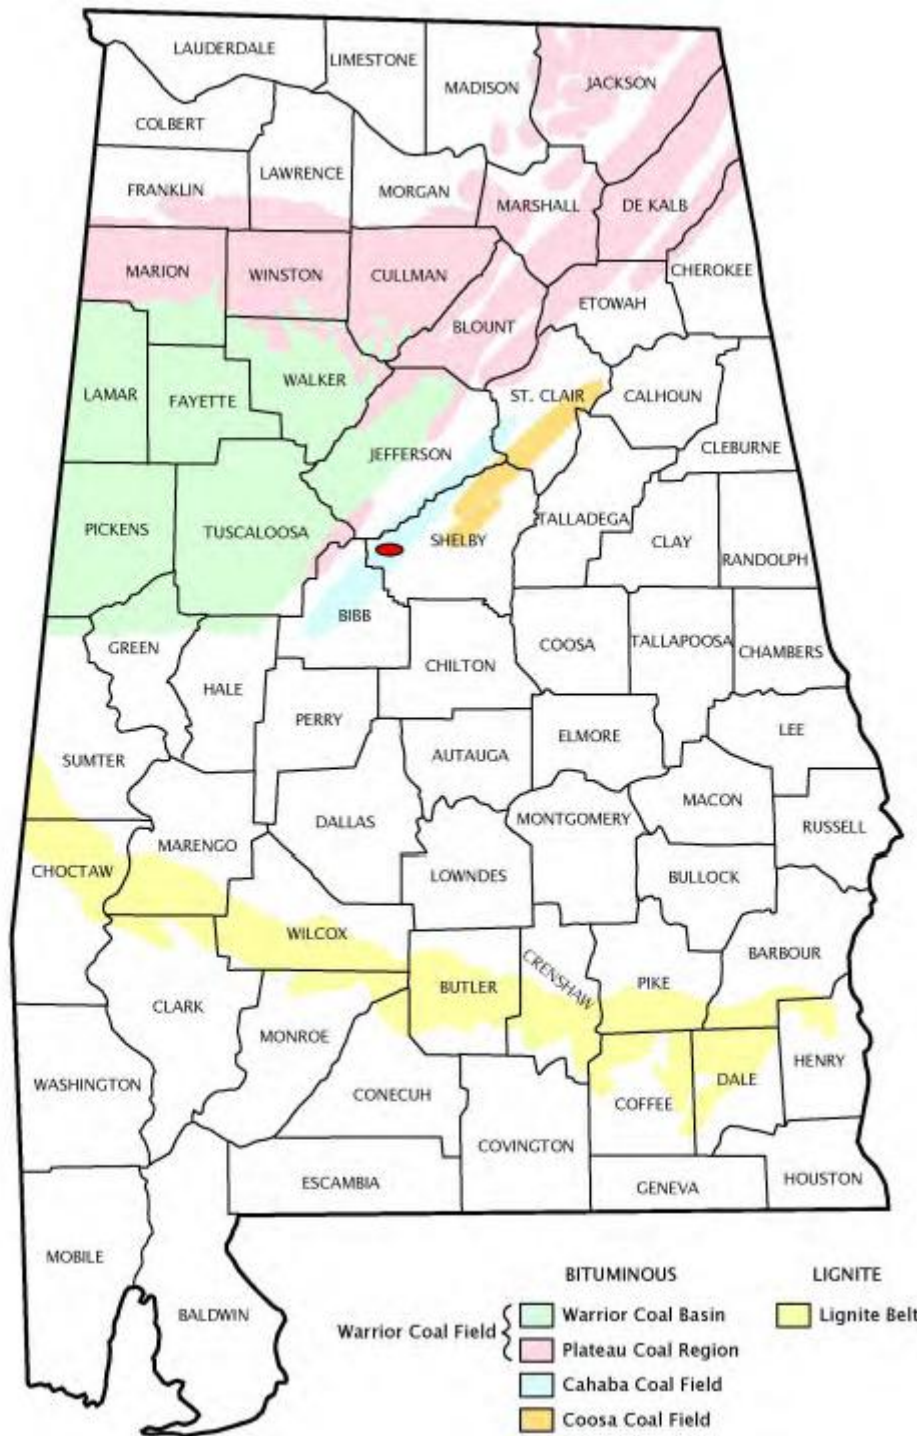 LAUDERDALE
LIMESTONE
MADISON
JACKSON
COLBERT
LAWRENCE
FRANKLIN
MORGAN
MARSHALL
DE KALB
MARION
WINSTON
CULLMAN
CHEROKEE
ETOWAH
BLOUNT
LAMAR
FAYETTE
WALKER
ST. CLAIR
CALHOUN
JEFFERSON
CLEBURNE
PICKENS
TUSCALOOSA
SHELBY
TALLADEGA
CLAY
RANDOLPH
BIBB
GREEN
HALE
CHILTON
COOSA
TALLAPOOSA
CHAMBERS
PERRY
SUMTER
AUTAUGA
ELMORE
LEE
MACON
DALLAS
MONTGOMERY
RUSSELL
MARENGO
CHOCTAW
LOWNDES
BULLOCK
WILCOX
BUTLER
CRENSHAW
PIKE
BARBOUR
CLARK
MONROE
HENRY
WASHINGTON
CONECUH
COFFEE
DALE
COVINGTON
ESCAMBIA
GENEVA
HOUSTON
MOBILE
BALDWIN
BITUMINOUS
LIGNITE
Warrior Coal Field
Warrior Coal Basin
Lignite Belt
Plateau Coal Region
Cahaba Coal Field
Coosa Coal Field